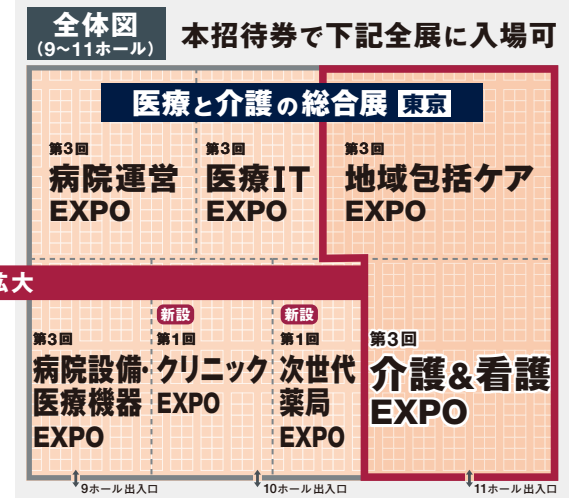 全体図
(9〜11ホール)
本招待券で下記全展に入場可
医療と介護の総合展 東京
第3回
病院運営
EXPO
第3回
医療IT
EXPO
第3回
地域包括ケア
EXPO
拡大
第3回
病院設備・
医療機器
EXPO
新設
第1回
クリニック
EXPO
新設
第1回
次世代
薬局
EXPO
第3回
介護&看護
EXPO
9ホール出入口
10ホール出入口
11ホール出入口